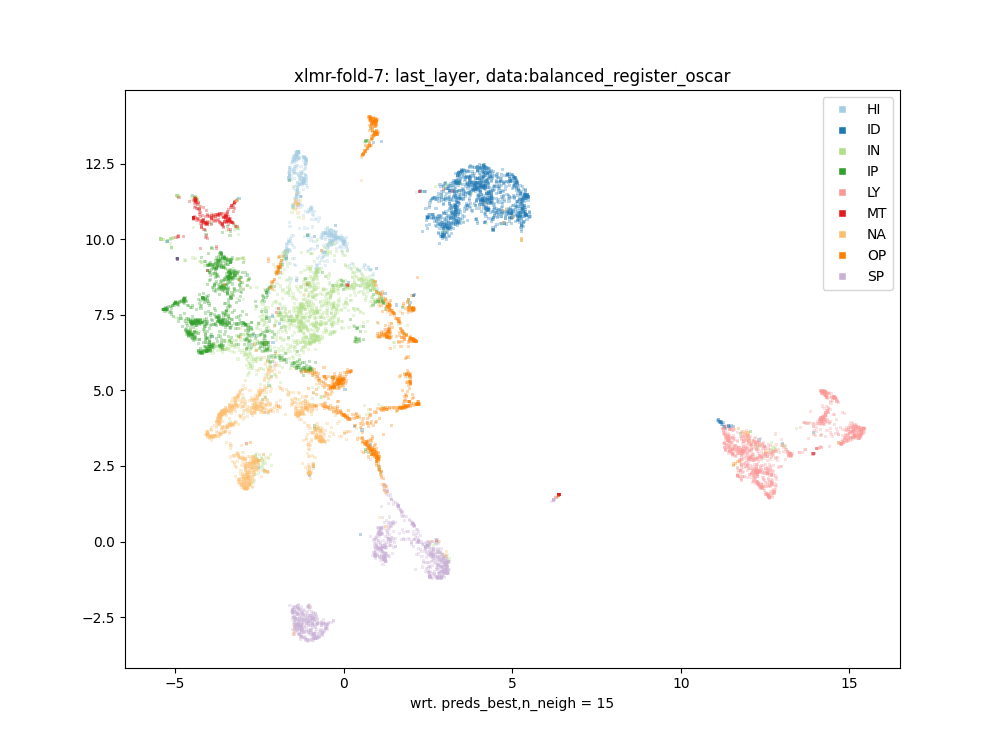 xlmr-fold-7: last_layer, data:balanced_register_oscar
HI
ID
IN
IP
LY
MT
NA
OP
SP
12.5
10.0
7.5
5.0
2.5
0.0
−2.5
−5
0
5
10
15
wrt. preds_best,n_neigh = 15